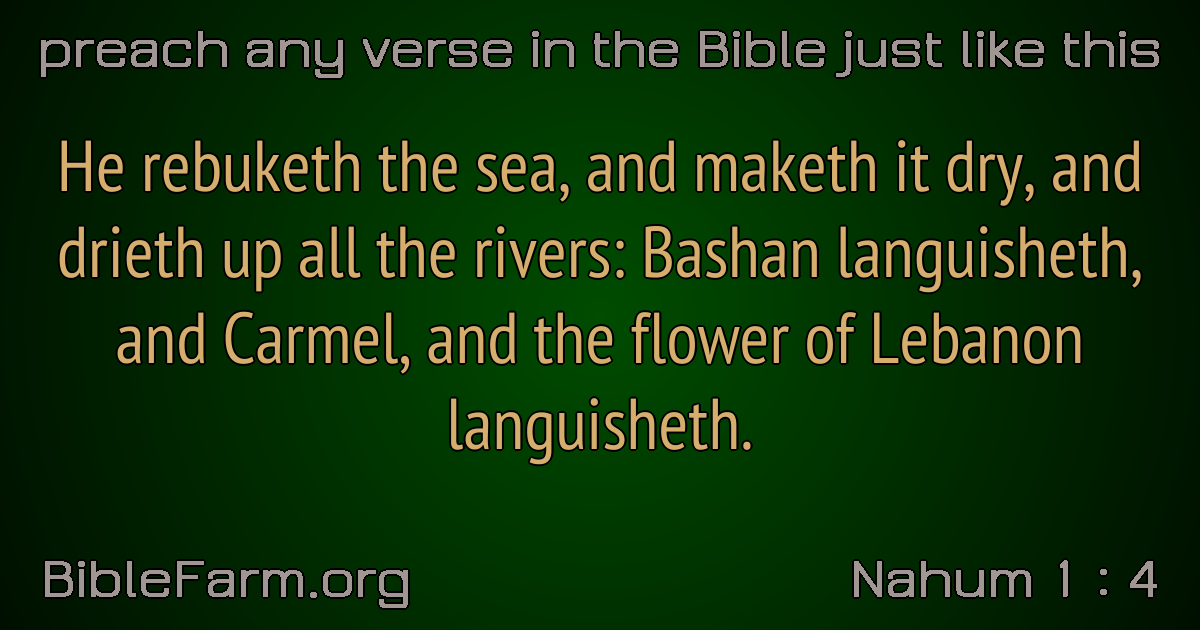 preach any verse in the Bible just like this
He rebuketh the sea, and maketh it dry, and
drieth up all the rivers: Bashan languisheth,
and Carmel, and the flower of Lebanon
languisheth.
BibleFarm.org
Nahum 1 : 4